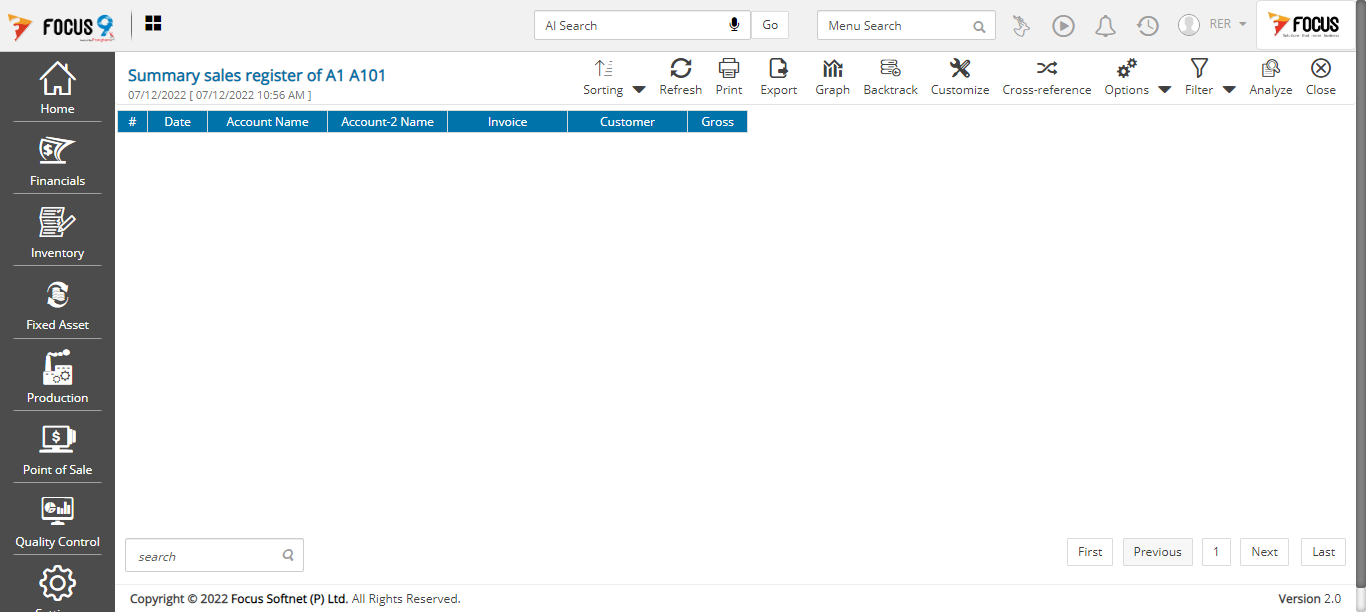 FOCUS 9
AI Search
Go
Menu Search
RER
FOCUS
Summary sales register of A1 A101
07/12/2022 [ 07/12/2022 10:56 AM ]
Sorting
Refresh
Print
Export
Graph
Backtrack
Customize
Cross-reference
Options
Filter
Analyze
Close
# Date Account Name Account-2 Name Invoice Customer Gross
Home
Financials
Inventory
Fixed Asset
Production
Point of Sale
Quality Control
search
First Previous 1 Next Last
Copyright © 2022 Focus Softnet (P) Ltd. All Rights Reserved.
Version 2.0